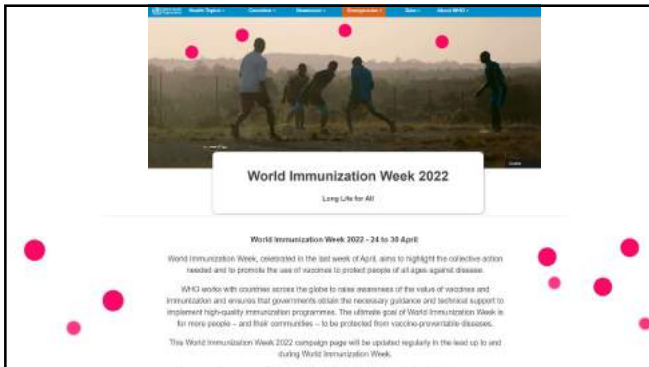 Health Topics
Countries
Newsroom
Emergencies
Data
About WHO
World Immunization Week 2022
Long Life for All
World Immunization Week 2022 - 24 to 30 April
World Immunization Week, celebrated in the last week of April, aims to highlight the collective action
needed and to promote the use of vaccines to protect people of all ages against disease.
WHO works with countries across the globe to raise awareness of the value of vaccines and
immunization and ensures that governments obtain the necessary guidance and technical support to
implement high-quality immunization programmes. The ultimate goal of World Immunization Week is
for more people – and their communities – to be protected from vaccine-preventable diseases.
This World Immunization Week 2022 campaign page will be updated regularly in the lead up to and
during World Immunization Week.